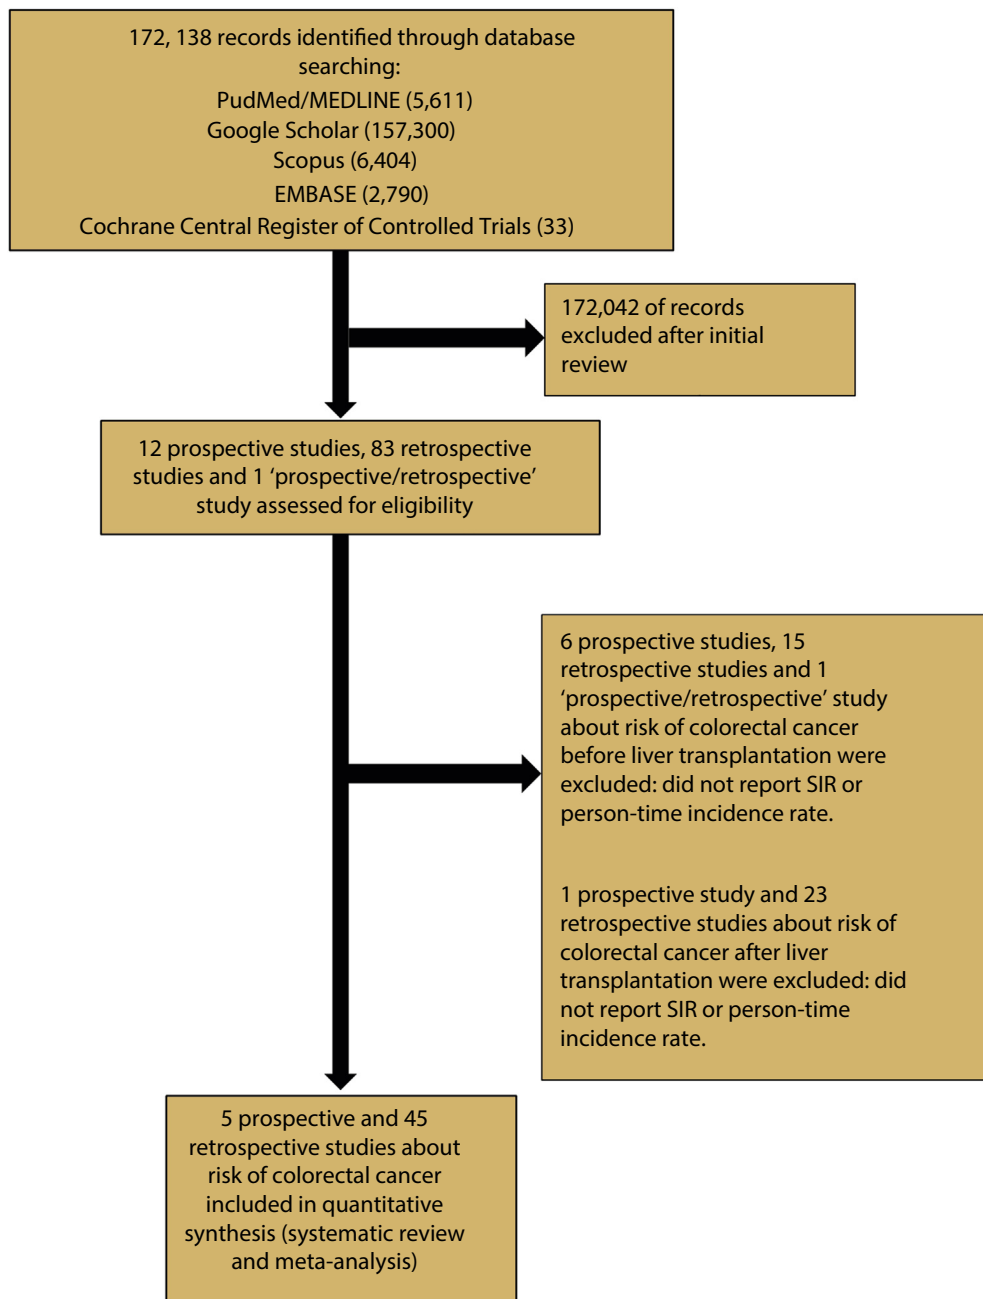 172, 138 records identified through database
searching:
PudMed/MEDLINE (5,611)
Google Scholar (157,300)
Scopus (6,404)
EMBASE (2,790)
Cochrane Central Register of Controlled Trials (33)
172,042 of records
excluded after initial
review
12 prospective studies, 83 retrospective
studies and 1 ‘prospective/retrospective’
study assessed for eligibility
6 prospective studies, 15
retrospective studies and 1
‘prospective/retrospective’ study
about risk of colorectal cancer
before liver transplantation were
excluded: did not report SIR or
person-time incidence rate.
1 prospective study and 23
retrospective studies about risk of
colorectal cancer after liver
transplantation were excluded: did
not report SIR or person-time
incidence rate.
5 prospective and 45
retrospective studies about
risk of colorectal cancer
included in quantitative
synthesis (systematic review
and meta-analysis)